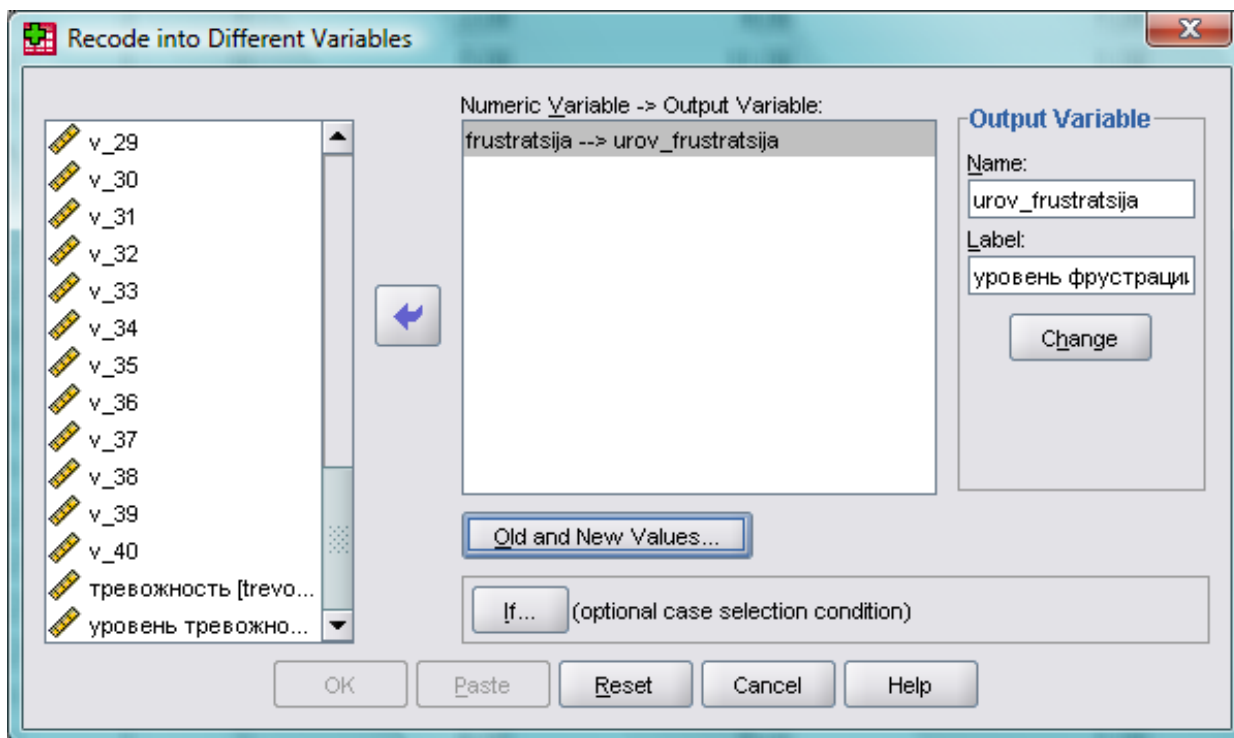 Recode into Different Variables
v_29
v_30
v_31
v_32
v_33
v_34
v_35
v_36
v_37
v_38
v_39
v_40
тревожность [trevo...
уровень тревожно...
Numeric Variable -> Output Variable:
frustratsija --> urov_frustratsija
Old and New Values...
If... (optional case selection condition)
Output Variable
Name:
urov_frustratsija
Label:
уровень фрустрации
Change
OK
Paste
Reset
Cancel
Help